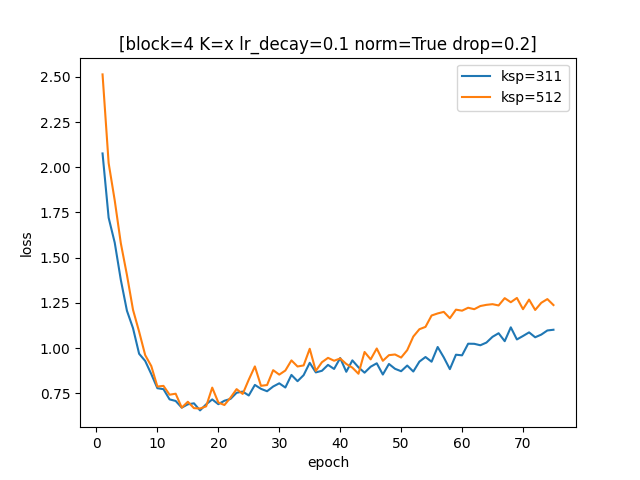 [block=4 K=x lr_decay=0.1 norm=True drop=0.2]
ksp=311
ksp=512
2.50
2.25
2.00
1.75
1.50
1.25
1.00
0.75
loss
0 10 20 30 40 50 60 70
epoch